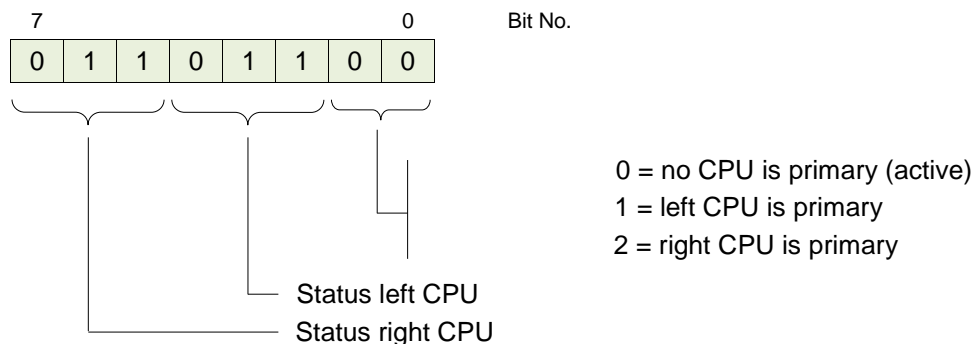 7 0 Bit No.
0 1 1 0 1 1 0 0
0 = no CPU is primary (active)
1 = left CPU is primary
2 = right CPU is primary
Status left CPU
Status right CPU